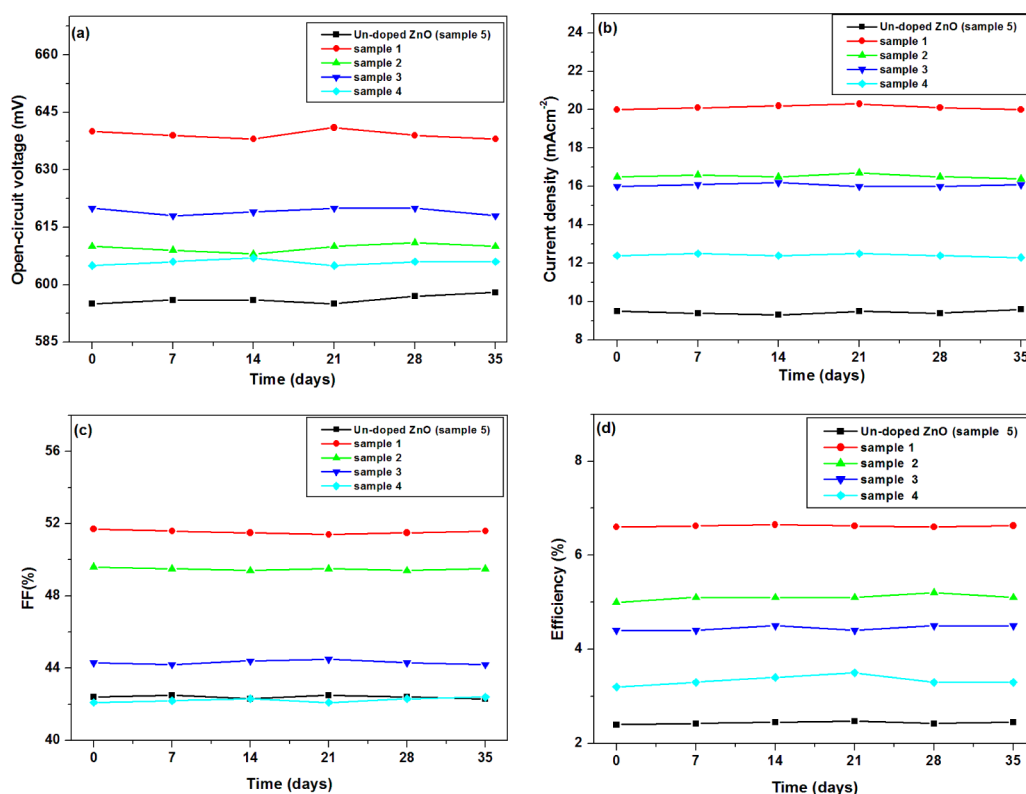 (a)
Un-doped ZnO (sample 5)
sample 1
sample 2
sample 3
sample 4
660
645
630
615
600
585
Open-circuit voltage (mV)
0 7 14 21 28 35
Time (days)
(b)
Un-doped ZnO (sample 5)
sample 1
sample 2
sample 3
sample 4
24
22
20
18
16
14
12
10
8
Current density (mAcm⁻²)
0 7 14 21 28 35
Time (days)
(c)
Un-doped ZnO (sample 5)
sample 1
sample 2
sample 3
sample 4
56
52
48
44
40
FF(%)
0 7 14 21 28 35
Time (days)
(d)
Un-doped ZnO (sample 5)
sample 1
sample 2
sample 3
sample 4
8
6
4
2
Efficiency (%)
0 7 14 21 28 35
Time (days)